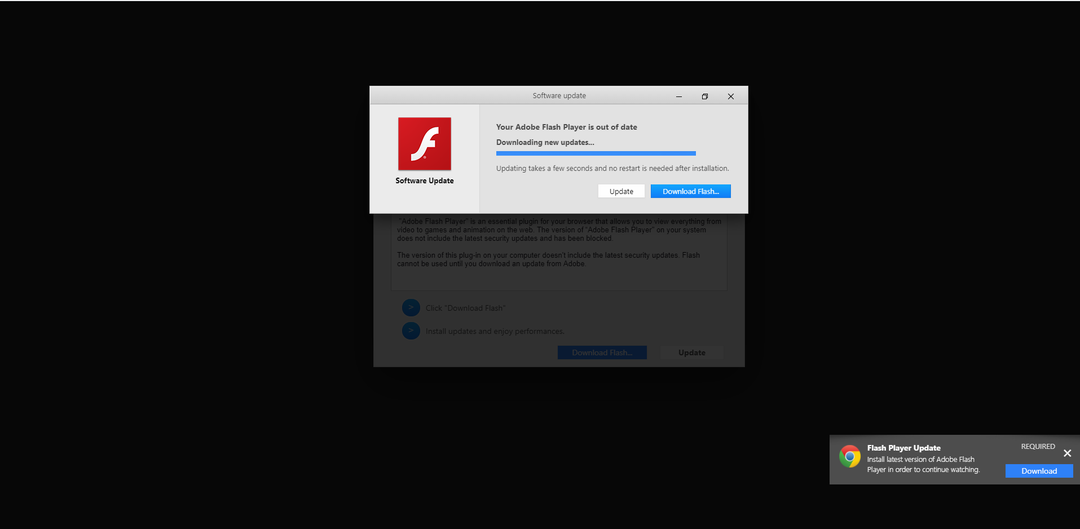 Software update
Your Adobe Flash Player is out of date
Downloading new updates...
Updating takes a few seconds and no restart is needed after installation.
Software Update
Update
Download Flash...
"Adobe Flash Player" is an essential plugin for your browser that allows you to view everything from
video to games and animation on the web. The version of "Adobe Flash Player" on your system
does not include the latest security updates and has been blocked.
The version of this plug-in on your computer doesn't include the latest security updates. Flash
cannot be used until you download an update from Adobe.
> Click "Download Flash"
> Install updates and enjoy performances.
Download Flash...
Update
Flash Player Update
REQUIRED
Install latest version of Adobe Flash
Player in order to continue watching.
Download